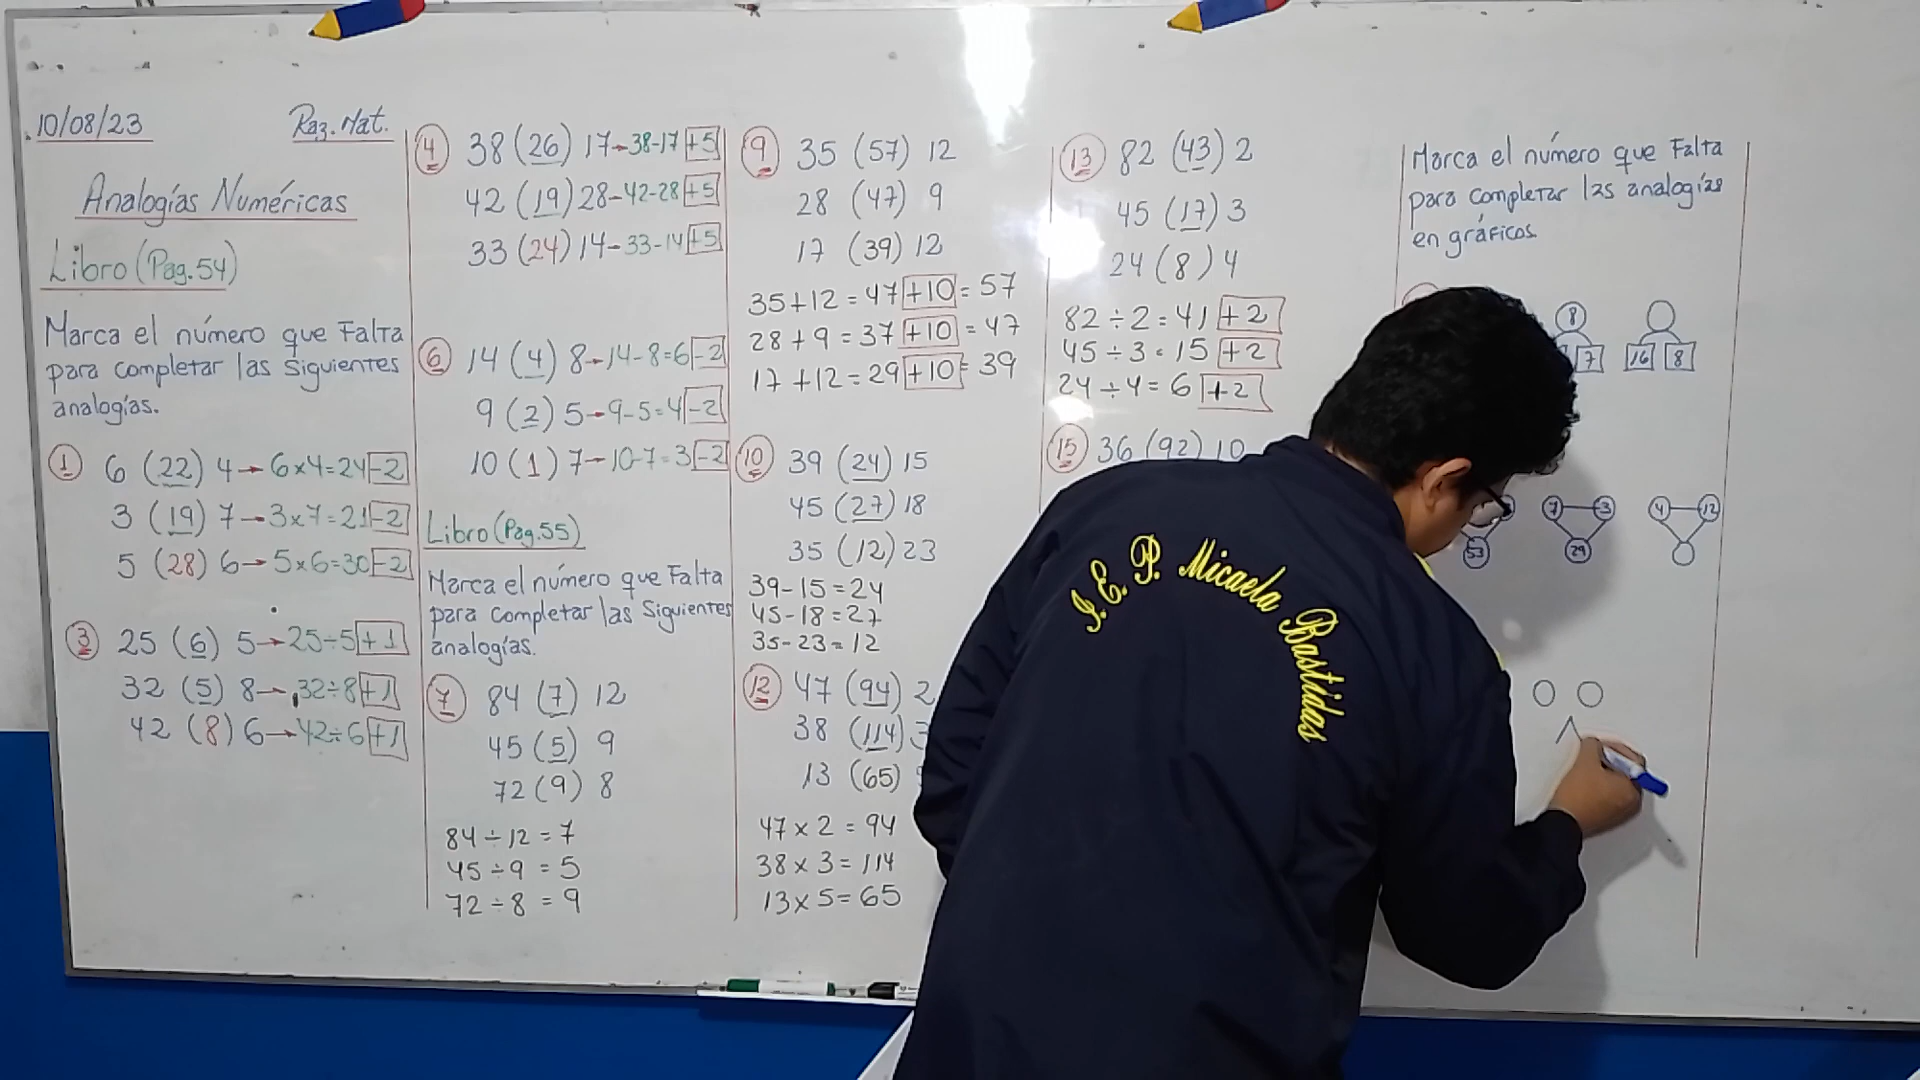 10/08/23 Raz. Mat.
Analogías Numéricas
Libro (Pag.54)
Marca el número que Falta
para completar las siguientes
analogías.
1 6 (22) 4→ 6x4=24 -2
3 (19) 7→3x7=21 -2
5 (28) 6→ 5x6=30 -2
3 25 (6) 5→25÷5 +1
32 (5) 8→ 32÷8 +1
42 (8) 6→42÷6 +1
4 38 (26) 17→38-17 +5
42 (19) 28-42-28 +5
33 (24) 14-33-14 +5
6 14 (4) 8→14-8=6 -2
9 (2) 5→9-5=4 -2
10 (1) 7→10-7=3 -2
Libro (Pag.55)
Marca el número que Falta
para completar las Siguientes
analogías.
7 84 (7) 12
45 (5) 9
72 (9) 8
84 ÷ 12 = 7
45 ÷ 9 = 5
72 ÷ 8 = 9
9 35 (57) 12
28 (47) 9
17 (39) 12
35+12 = 47 +10 = 57
28 + 9 = 37 +10 = 47
17 +12 = 29 +10 = 39
10 39 (24) 15
45 (27) 18
35 (12) 23
39-15 = 24
45-18 = 27
35-23 = 12
12 47 (94) 2
38 (114) 3
13 (65)
47 x 2 = 94
38 x 3 = 114
13 x 5 = 65
13 82 (43) 2
45 (17) 3
24 (8) 4
82 ÷ 2 = 41 +2
45 ÷ 3 = 15 +2
24 ÷ 4 = 6 +2
15 36 (92) 10
Marca el número que Falta
para completar las analogías
en gráficos.
8
7 16 8
7 3 4 12
53 29
I.E.P. Micaela Bastidas